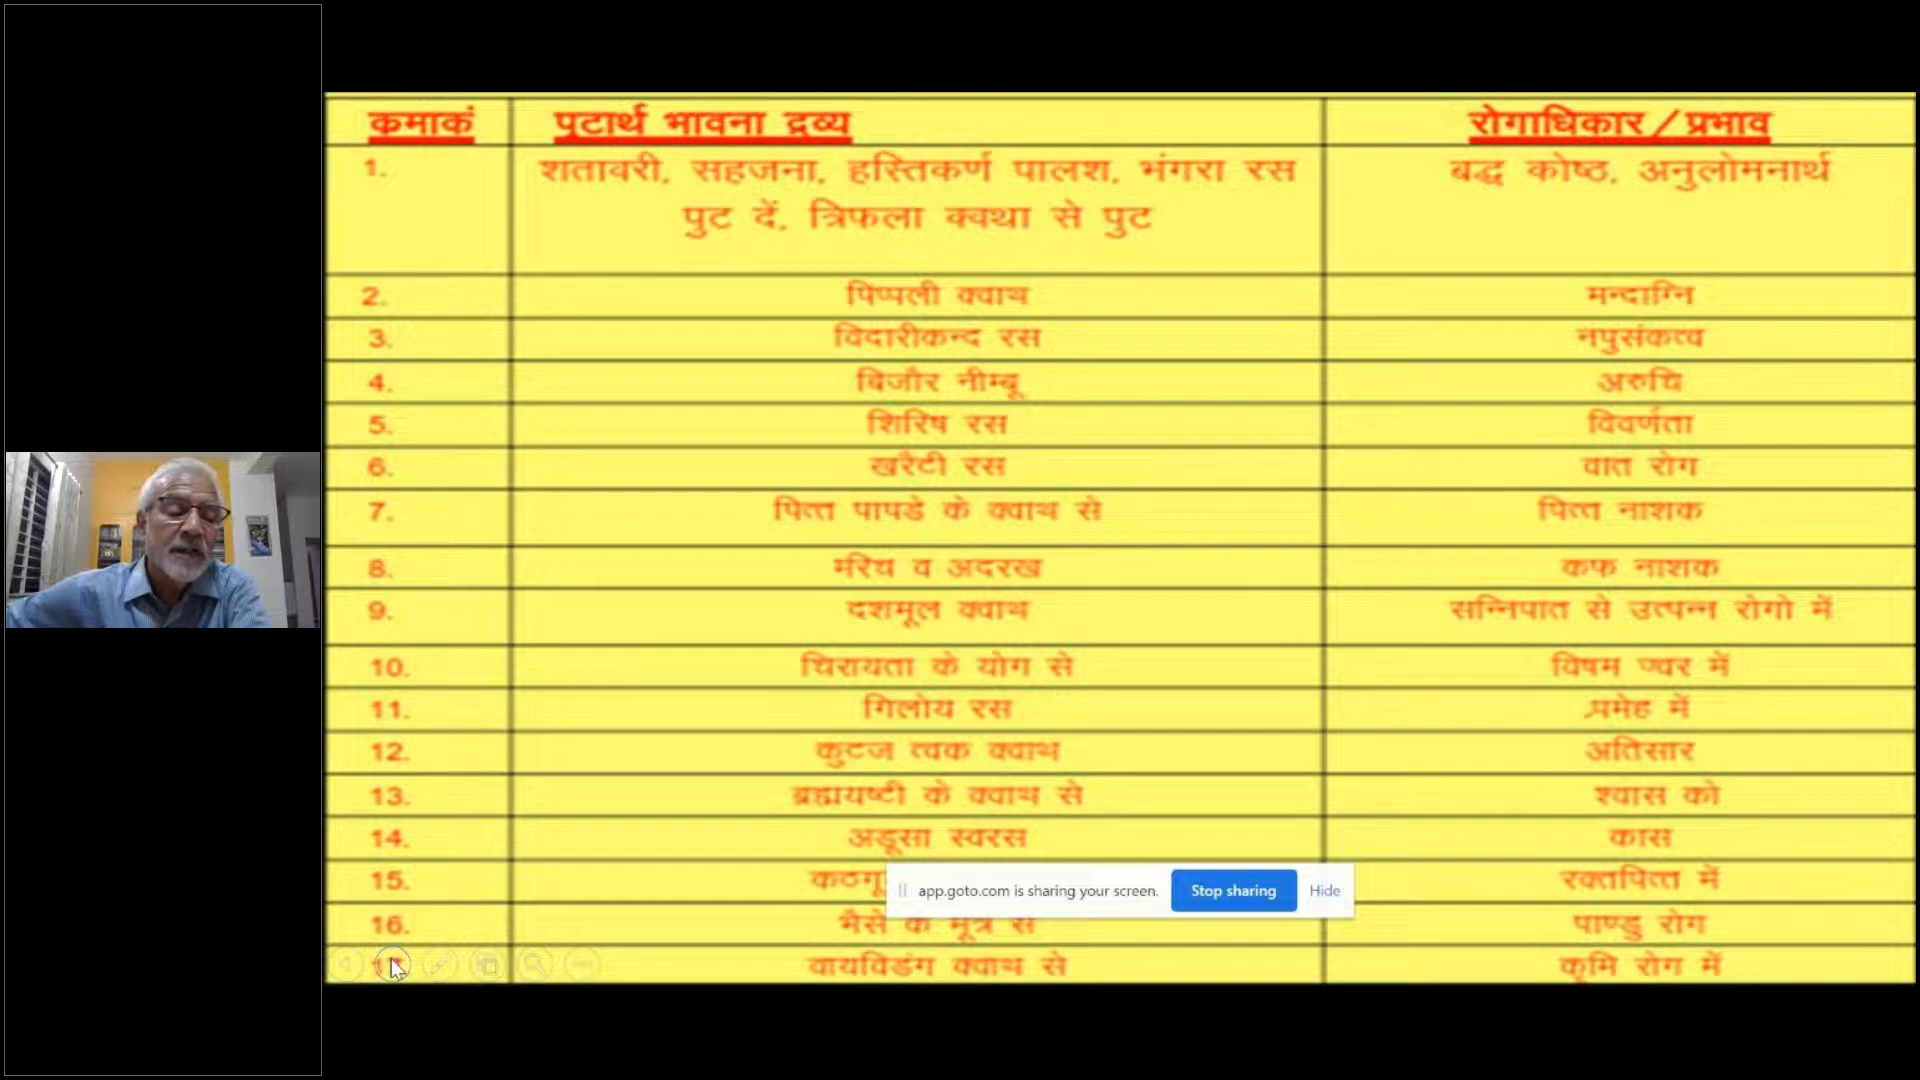 कमाकं पुटार्थ भावना द्रव्य रोगाधिकार/प्रभाव
1. शतावरी, सहजना, हस्तिकर्ण पालश, भंगरा रस बद्ध कोष्ठ, अनुलोमनार्थ
पुट दें, त्रिफला क्वथा से पुट
2. पिप्पली क्वाथ मन्दाग्नि
3. विदारीकन्द रस नपुसंकत्व
4. बिजौर नीम्बू अरुचि
5. शिरिष रस विवर्णता
6. खरैटी रस वात रोग
7. पित्त पापडे के क्वाथ से पित्त नाशक
8. मरिच व अदरख कफ नाशक
9. दशमूल क्वाथ सन्निपात से उत्पन्न रोगो में
10. चिरायता के योग से विषम ज्वर में
11. गिलोय रस प्रमेह में
12. कुटज त्वक क्वाथ अतिसार
13. ब्रह्मयष्टी के क्वाथ से श्वास को
14. अडूसा स्वरस कास
15. रक्तपित्त में
app.goto.com is sharing your screen. Stop sharing Hide
16. भैसे के मूत्र से पाण्डु रोग
वायविडंग क्वाथ से कृमि रोग में